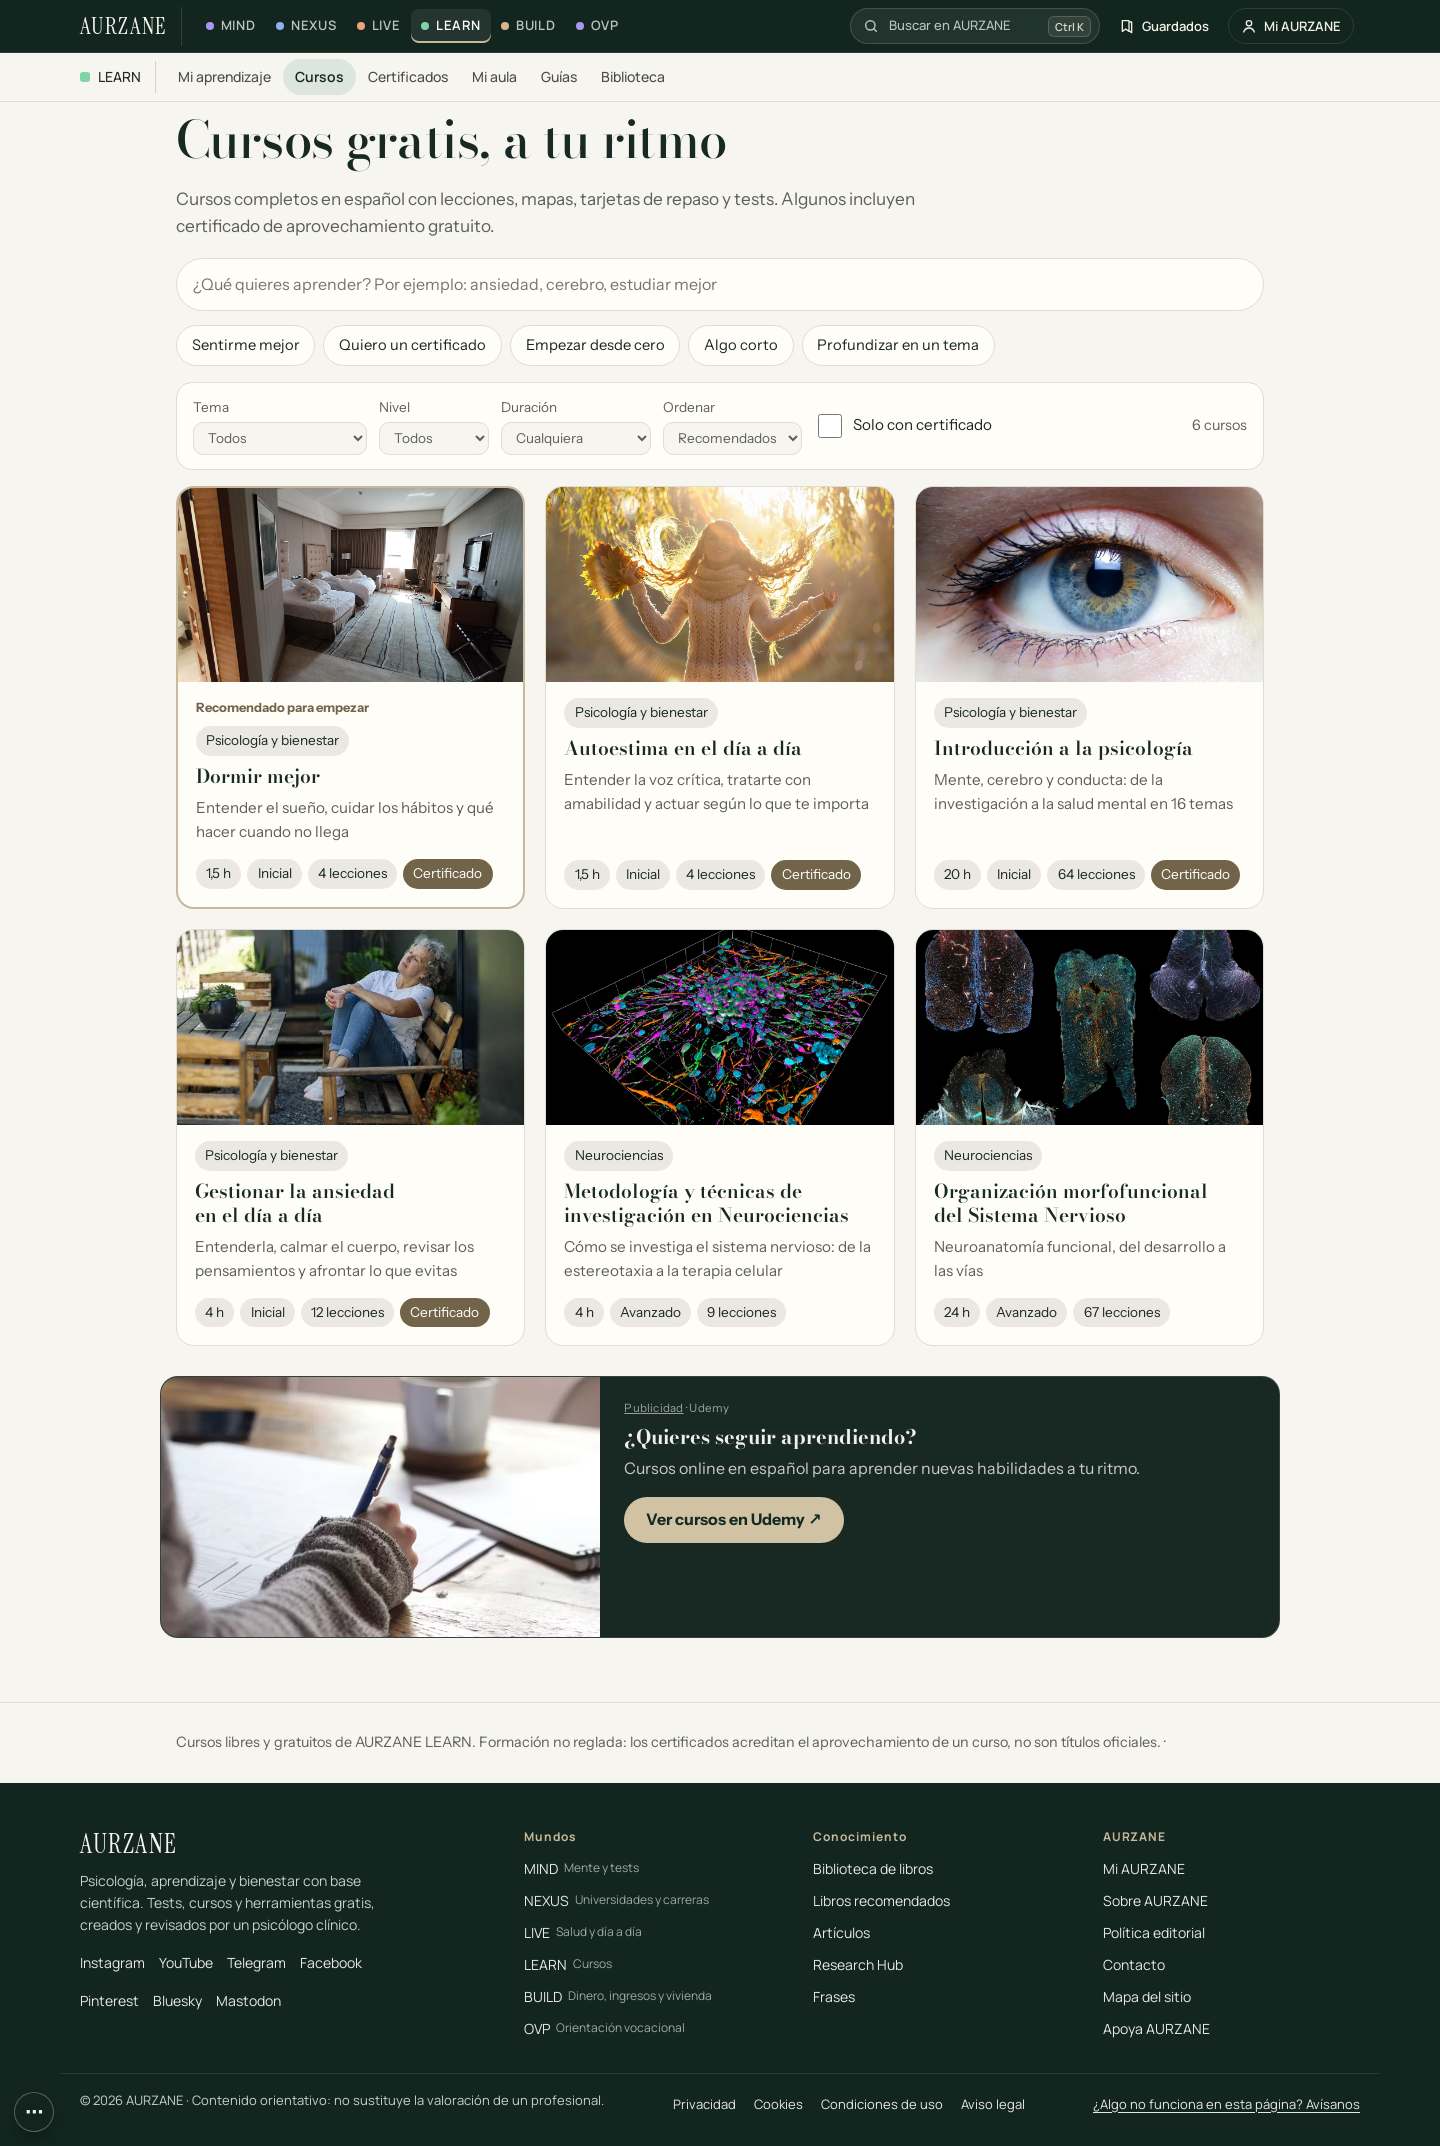 AURZANE
MIND
NEXUS
LIVE
LEARN
BUILD
OVP
Buscar en AURZANE
Ctrl K
Guardados
Mi AURZANE
LEARN
Mi aprendizaje
Cursos
Certificados
Mi aula
Guías
Biblioteca
Cursos gratis, a tu ritmo
Cursos completos en español con lecciones, mapas, tarjetas de repaso y tests. Algunos incluyen
certificado de aprovechamiento gratuito.
¿Qué quieres aprender? Por ejemplo: ansiedad, cerebro, estudiar mejor
Sentirme mejor
Quiero un certificado
Empezar desde cero
Algo corto
Profundizar en un tema
Tema
Nivel
Duración
Ordenar
Todos
Todos
Cualquiera
Recomendados
Solo con certificado
6 cursos
Recomendado para empezar
Psicología y bienestar
Dormir mejor
Entender el sueño, cuidar los hábitos y qué
hacer cuando no llega
1,5 h
Inicial
4 lecciones
Certificado
Psicología y bienestar
Autoestima en el día a día
Entender la voz crítica, tratarte con
amabilidad y actuar según lo que te importa
1,5 h
Inicial
4 lecciones
Certificado
Psicología y bienestar
Introducción a la psicología
Mente, cerebro y conducta: de la
investigación a la salud mental en 16 temas
20 h
Inicial
64 lecciones
Certificado
Psicología y bienestar
Gestionar la ansiedad
en el día a día
Entenderla, calmar el cuerpo, revisar los
pensamientos y afrontar lo que evitas
4 h
Inicial
12 lecciones
Certificado
Neurociencias
Metodología y técnicas de
investigación en Neurociencias
Cómo se investiga el sistema nervioso: de la
estereotaxia a la terapia celular
4 h
Avanzado
9 lecciones
Neurociencias
Organización morfofuncional
del Sistema Nervioso
Neuroanatomía funcional, del desarrollo a
las vías
24 h
Avanzado
67 lecciones
Publicidad · Udemy
¿Quieres seguir aprendiendo?
Cursos online en español para aprender nuevas habilidades a tu ritmo.
Ver cursos en Udemy ↗
Cursos libres y gratuitos de AURZANE LEARN. Formación no reglada: los certificados acreditan el aprovechamiento de un curso, no son títulos oficiales. ·
AURZANE
Psicología, aprendizaje y bienestar con base
científica. Tests, cursos y herramientas gratis,
creados y revisados por un psicólogo clínico.
Instagram
YouTube
Telegram
Facebook
Pinterest
Bluesky
Mastodon
Mundos
MIND Mente y tests
NEXUS Universidades y carreras
LIVE Salud y día a día
LEARN Cursos
BUILD Dinero, ingresos y vivienda
OVP Orientación vocacional
Conocimiento
Biblioteca de libros
Libros recomendados
Artículos
Research Hub
Frases
AURZANE
Mi AURZANE
Sobre AURZANE
Política editorial
Contacto
Mapa del sitio
Apoya AURZANE
© 2026 AURZANE · Contenido orientativo: no sustituye la valoración de un profesional.
Privacidad
Cookies
Condiciones de uso
Aviso legal
¿Algo no funciona en esta página? Avísanos